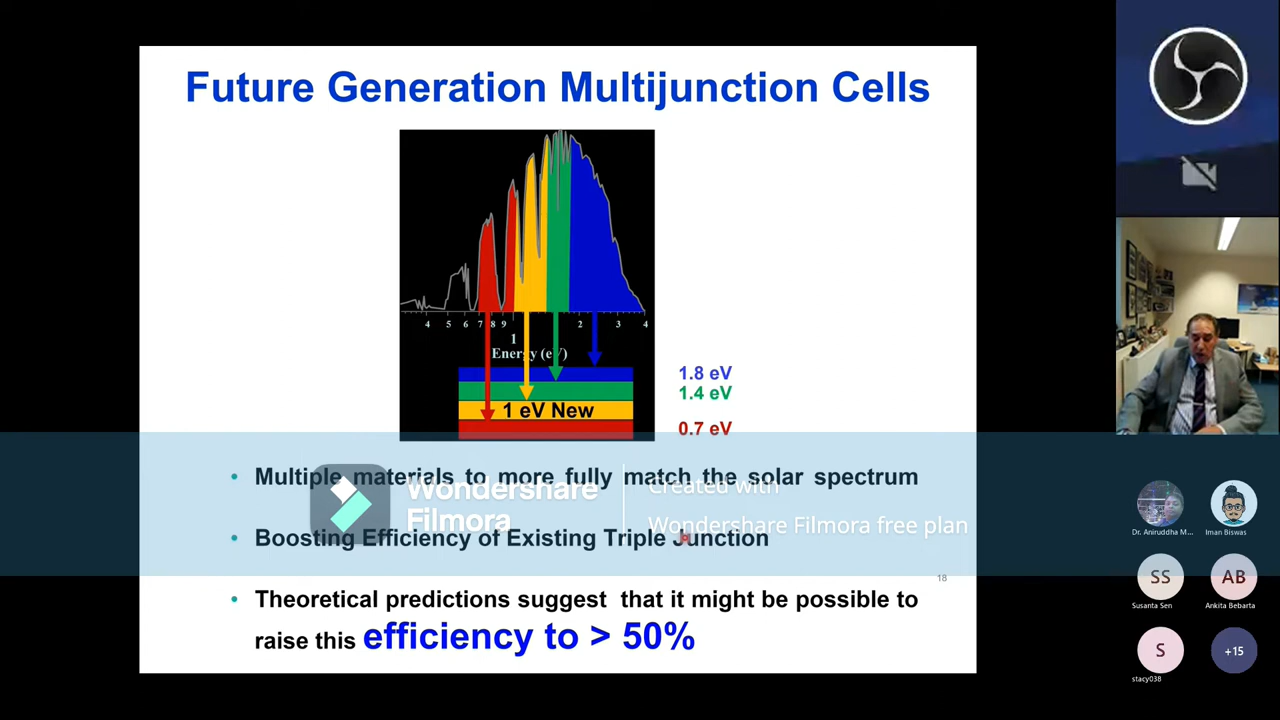 Future Generation Multijunction Cells
4 5 6 7 8 9 2 3 4
1
Energy (eV)
1.8 eV
1.4 eV
1 eV New
0.7 eV
• Multiple materials to more fully match the solar spectrum
Wondershare
Filmora
Created with
Wondershare Filmora free plan
• Boosting Efficiency of Existing Triple Junction
18
• Theoretical predictions suggest that it might be possible to
raise this efficiency to > 50%
Dr. Aniruddha M...
Iman Biswas
SS
AB
Susanta Sen
Ankita Bebarta
S
+15
stacy038